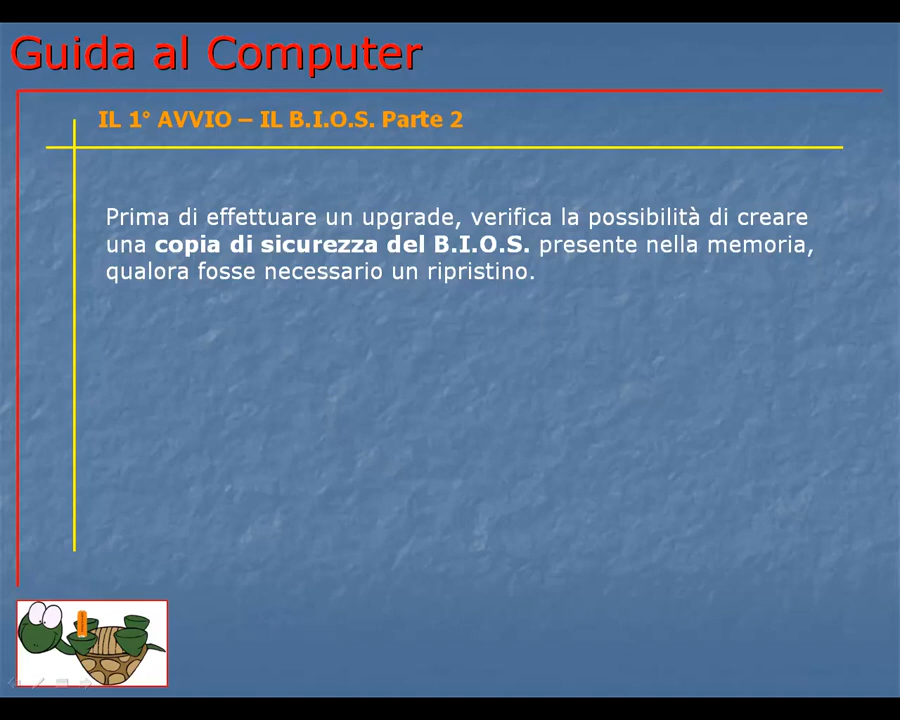 Guida al Computer
IL 1° AVVIO – IL B.I.O.S. Parte 2
Prima di effettuare un upgrade, verifica la possibilità di creare
una copia di sicurezza del B.I.O.S. presente nella memoria,
qualora fosse necessario un ripristino.